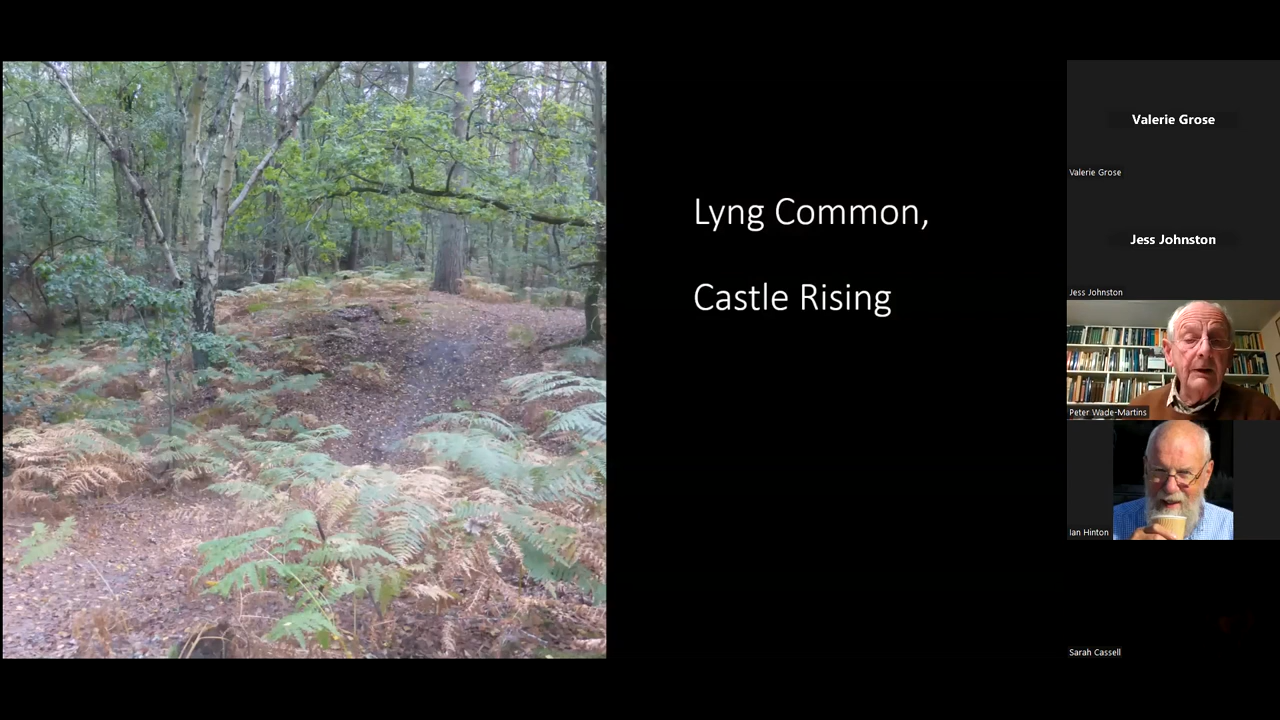 Lyng Common,
Castle Rising
Valerie Grose
Valerie Grose
Jess Johnston
Jess Johnston
Peter Wade-Martins
Ian Hinton
Sarah Cassell